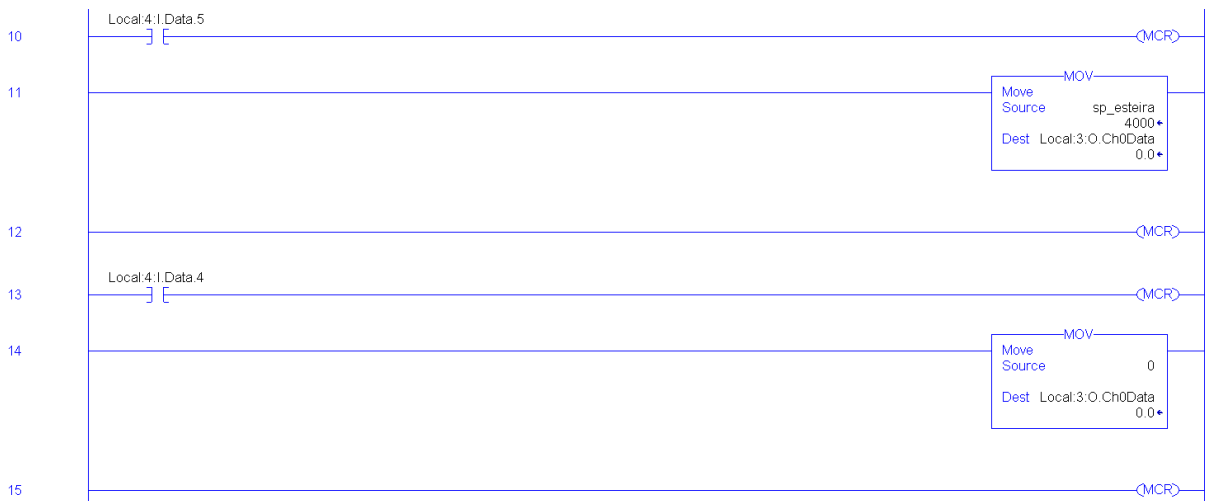 Local:4:I.Data.5
10
MCR
MOV
11
Move
Source sp_esteira
4000
Dest Local:3:O.Ch0Data
0.0
12
MCR
Local:4:I.Data.4
13
MCR
MOV
14
Move
Source 0
Dest Local:3:O.Ch0Data
0.0
15
MCR